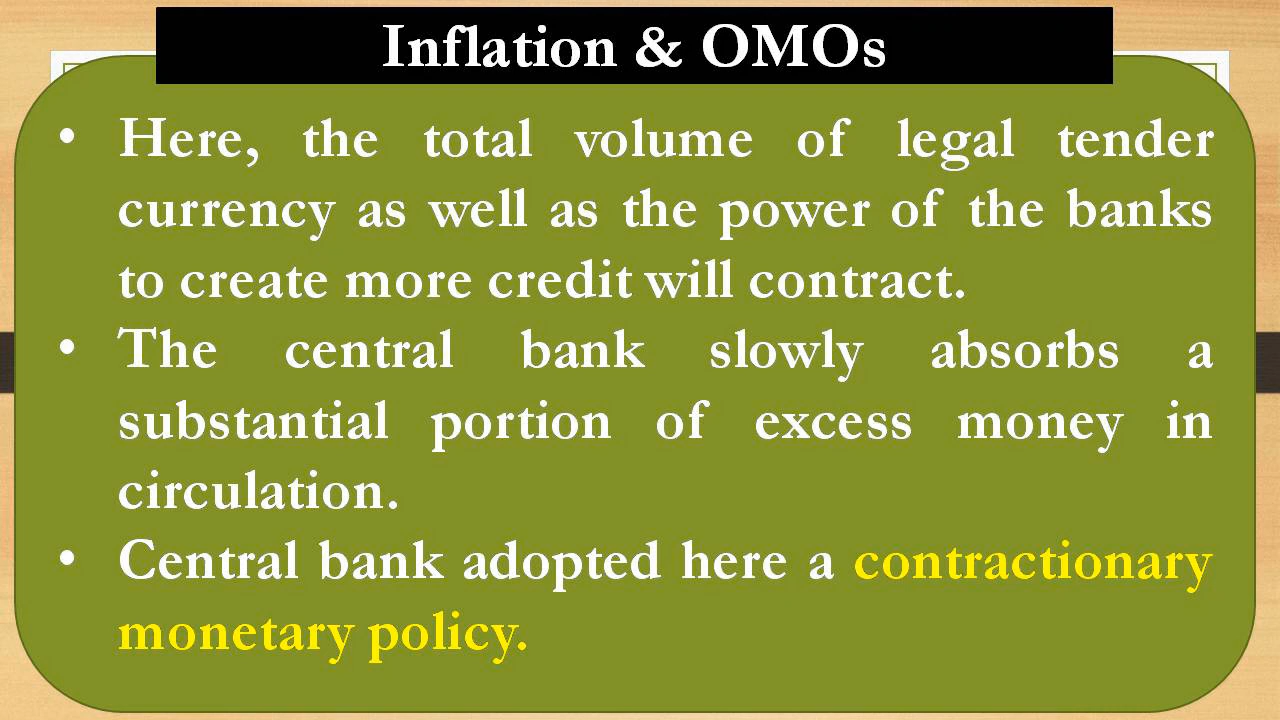 Inflation & OMOs
• Here, the total volume of legal tender
currency as well as the power of the banks
to create more credit will contract.
• The central bank slowly absorbs a
substantial portion of excess money in
circulation.
• Central bank adopted here a contractionary
monetary policy.